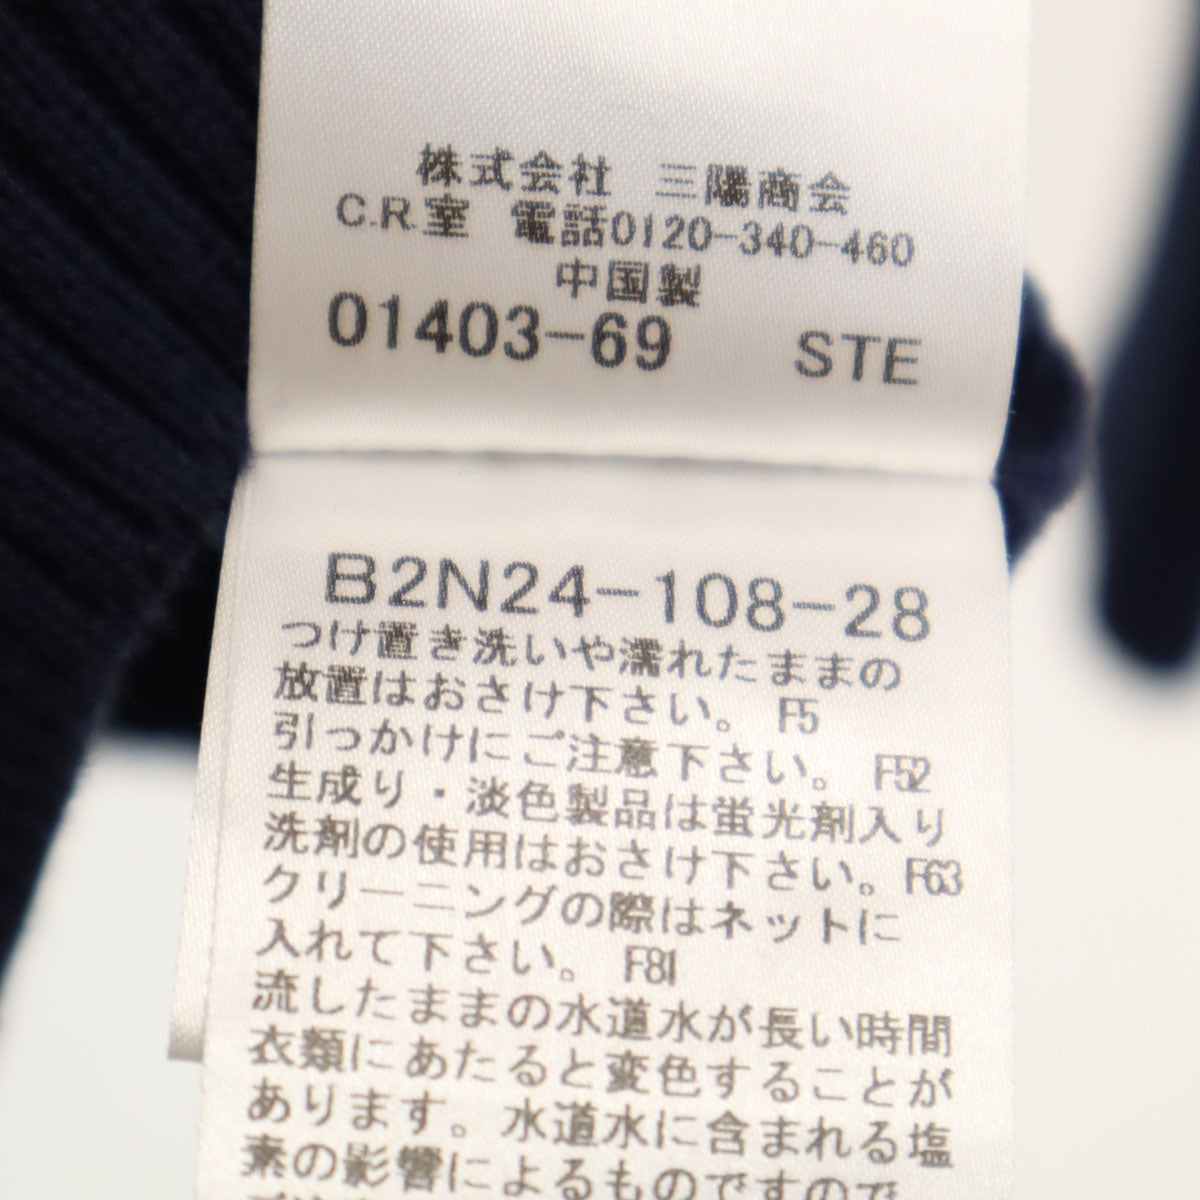 株式会社　三陽商会
C.R.室　電話0120-340-460
中国製
01403-69　STE
B2N24-108-28
つけ置き洗いや濡れたままの
放置はおさけ下さい。 F5
引っかけにご注意下さい。 F52
生成り・淡色製品は蛍光剤入り
洗剤の使用はおさけ下さい。F63
クリーニングの際はネットに
入れて下さい。 F81
流したままの水道水が長い時間
衣類にあたると変色することが
あります。水道水に含まれる塩
素の影響によるものですので